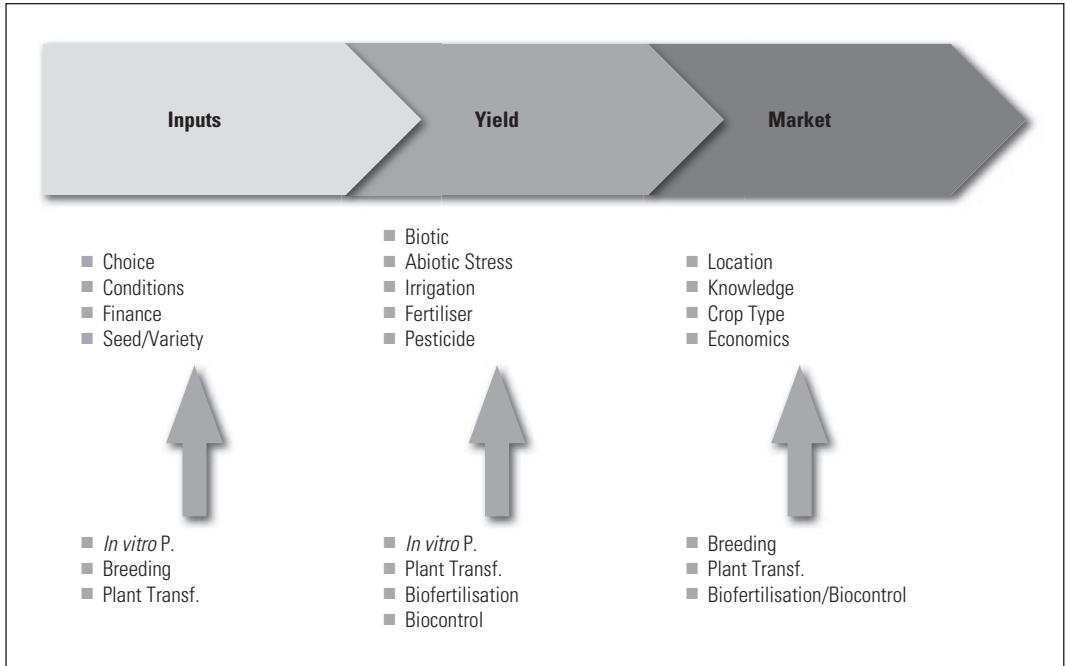 Inputs
Yield
Market
Choice
Conditions
Finance
Seed/Variety
Biotic
Abiotic Stress
Irrigation
Fertiliser
Pesticide
Location
Knowledge
Crop Type
Economics
In vitro P.
Breeding
Plant Transf.
In vitro P.
Plant Transf.
Biofertilisation
Biocontrol
Breeding
Plant Transf.
Biofertilisation/Biocontrol